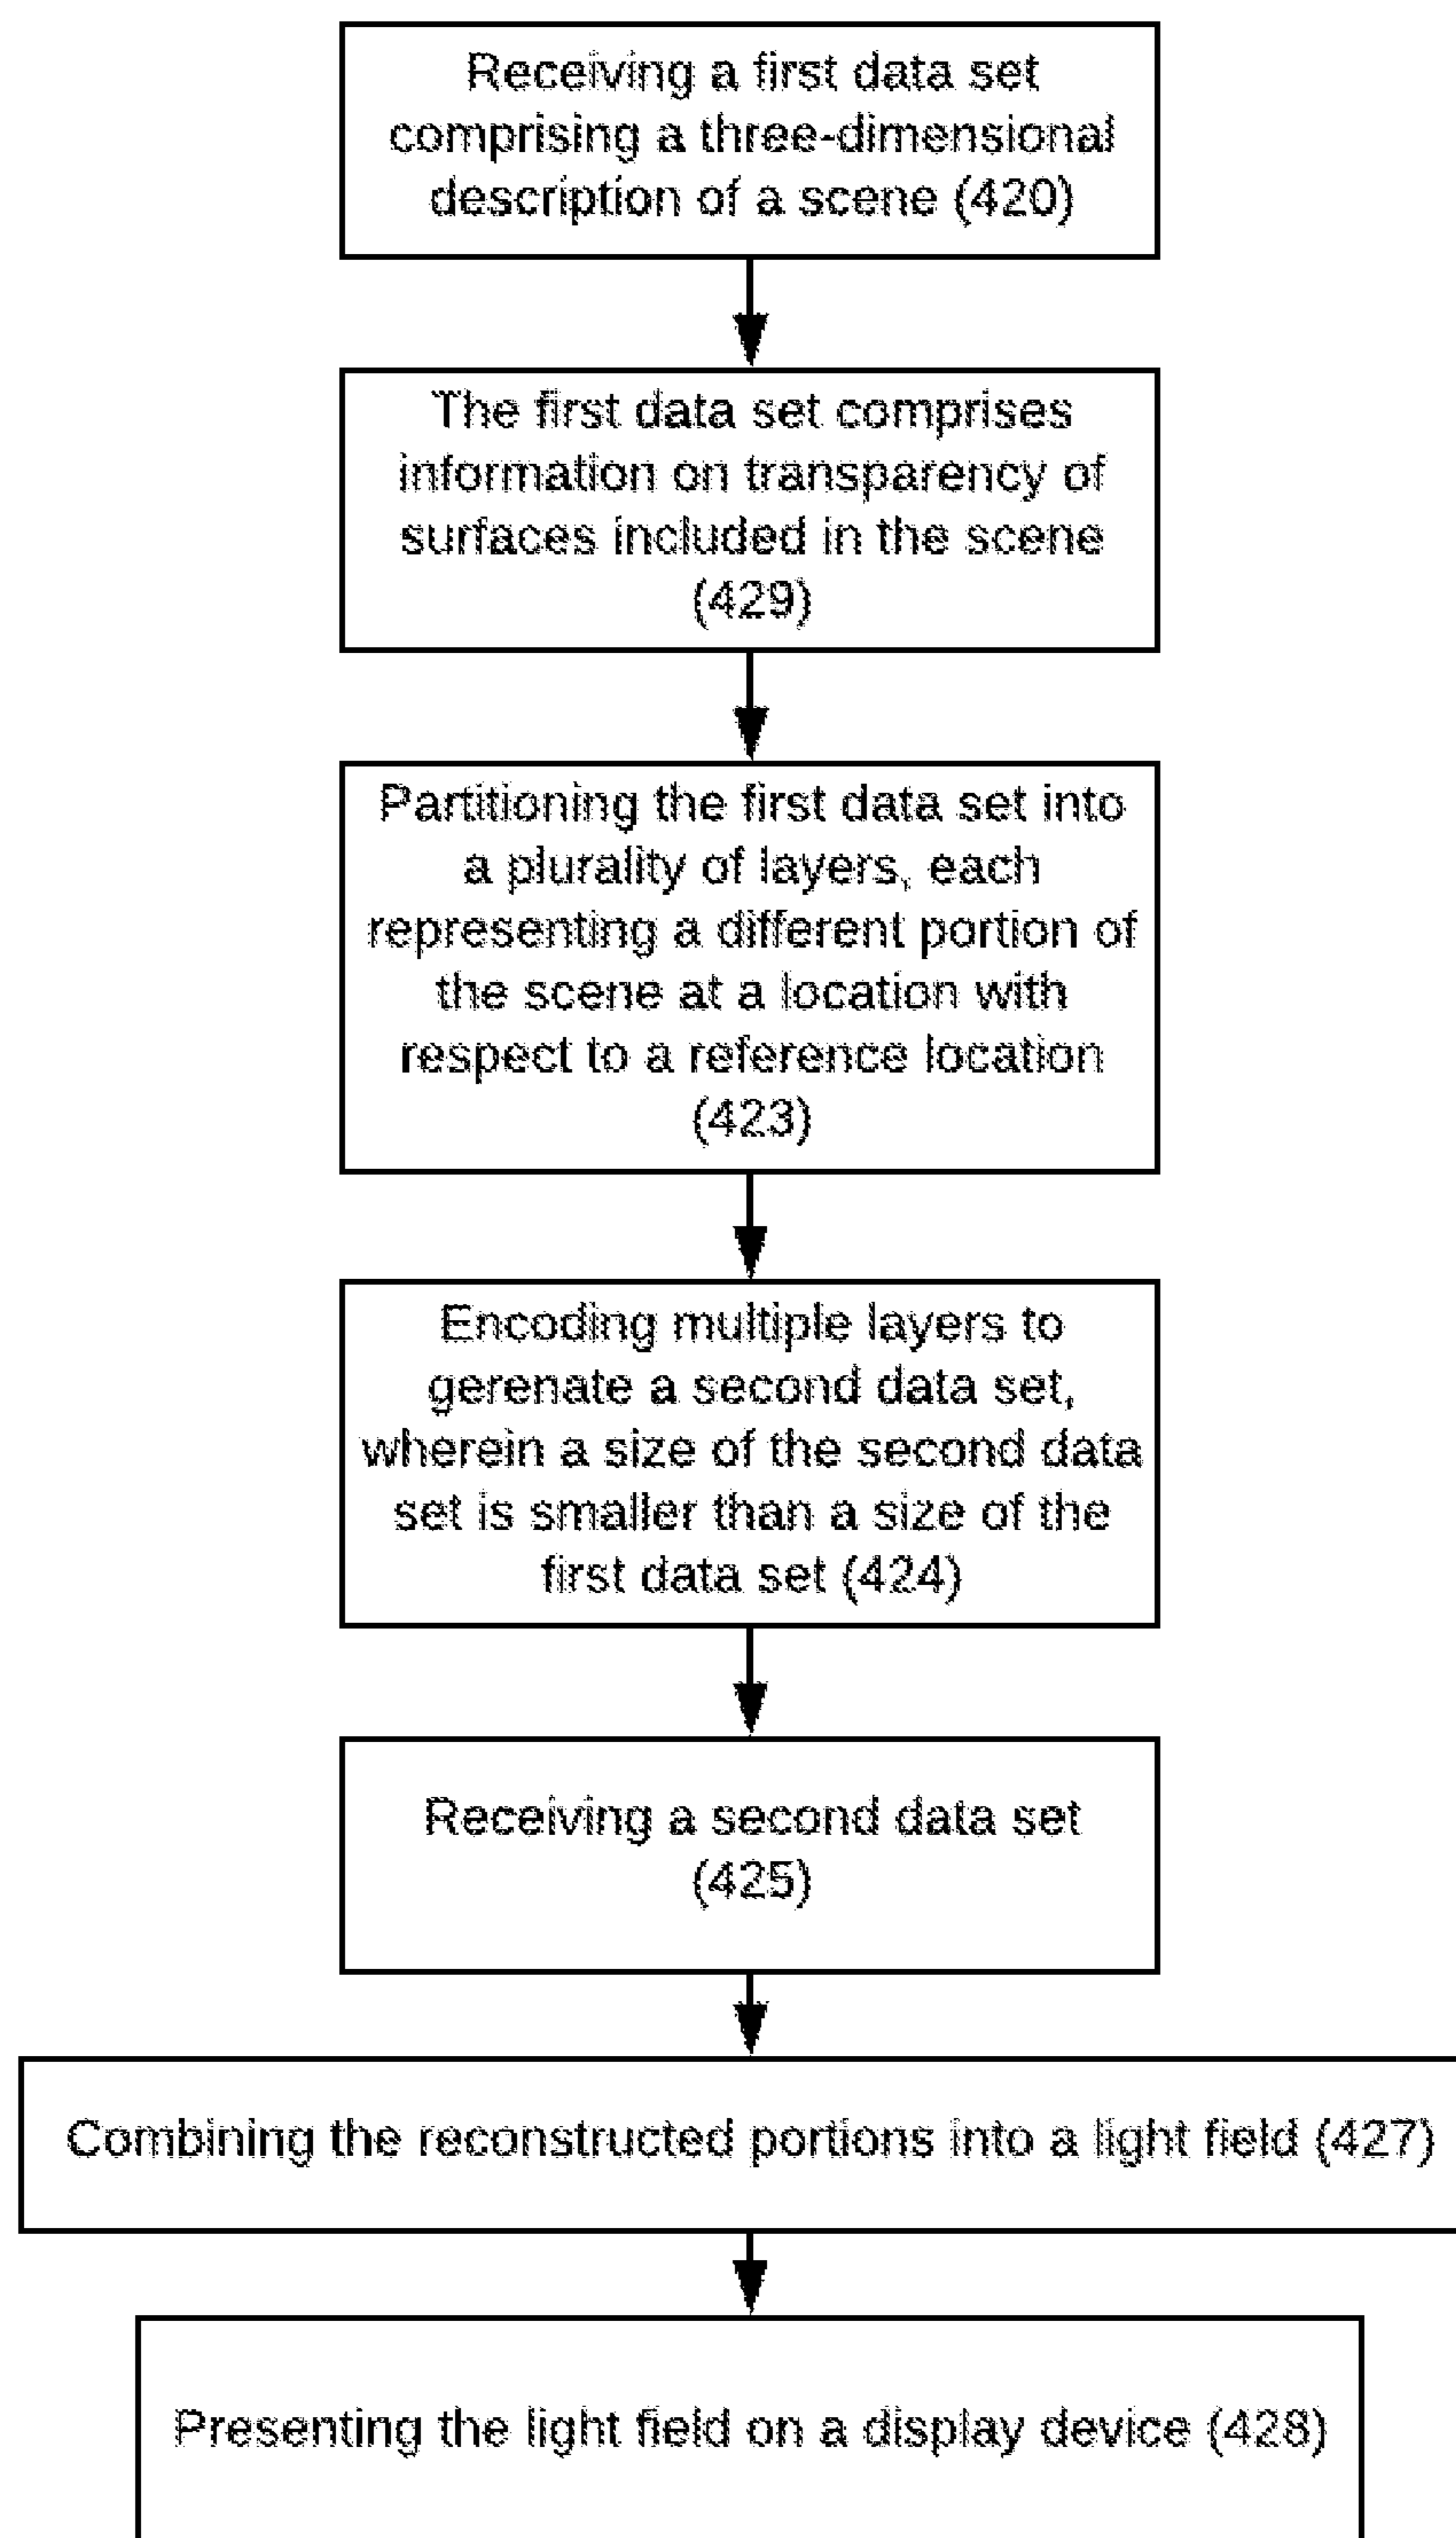 Receiving a first data set
comprising a three-dimensional
description of a scene (420)
The first data set comprises
information on transparency of
surfaces included in the scene
(429)
Partitioning the first data set into
a plurality of layers, each
representing a different portion of
the scene at a location with
respect to a reference location
(423)
Encoding multiple layers to
gerenate a second data set,
wherein a size of the second data
set is smaller than a size of the
first data set (424)
Receiving a second data set
(425)
Combining the reconstructed portions into a light field (427)
Presenting the light field on a display device (428)